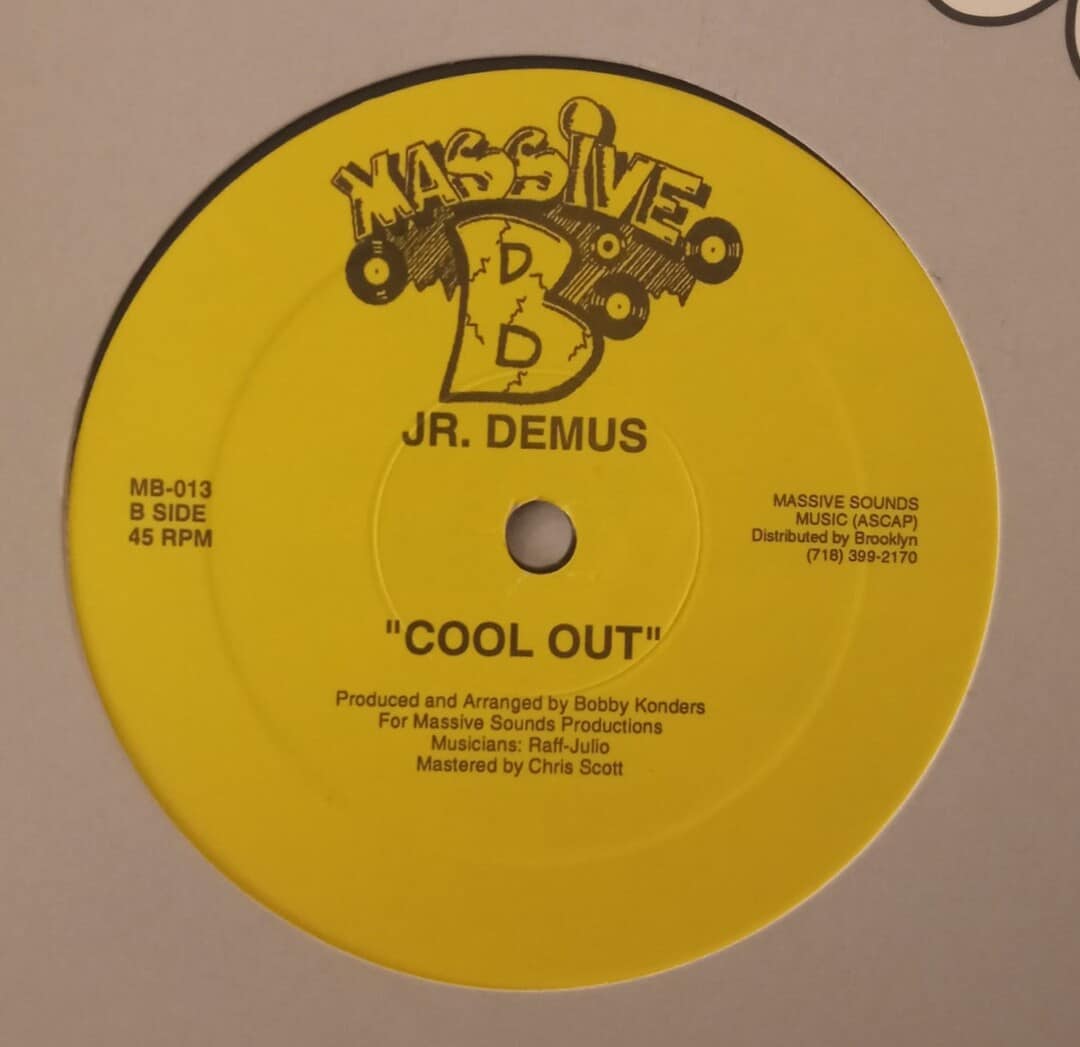 MASSIVE
B
JR. DEMUS
MB-013
B SIDE
45 RPM
MASSIVE SOUNDS
MUSIC (ASCAP)
Distributed by Brooklyn
(718) 399-2170
"COOL OUT"
Produced and Arranged by Bobby Konders
For Massive Sounds Productions
Musicians: Raff-Julio
Mastered by Chris Scott